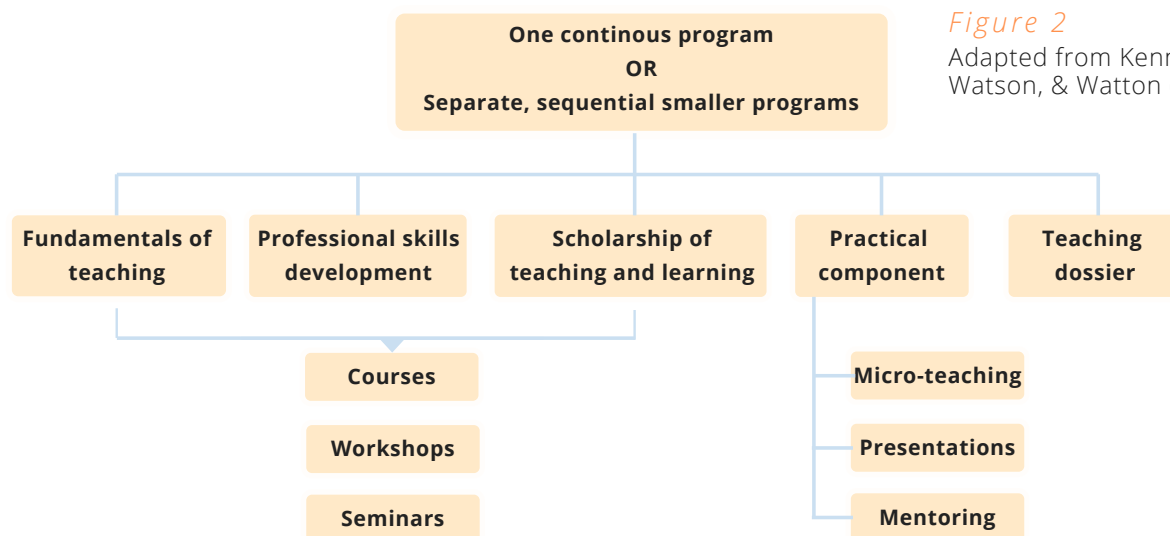 One continous program
OR
Separate, sequential smaller programs
Figure 2
Adapted from
Watson, & Watton
Fundamentals of
teaching
Professional skills
development
Scholarship of
teaching and learning
Practical
component
Teaching
dossier
Courses
Workshops
Seminars
Micro-teaching
Presentations
Mentoring